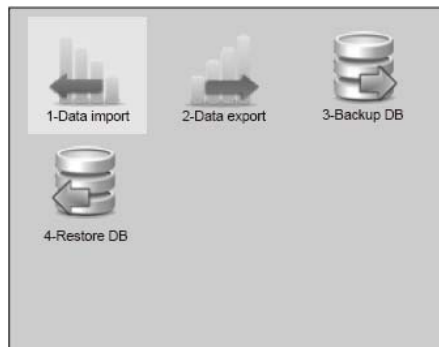 1-Data import
2-Data export
3-Backup DB
4-Restore DB